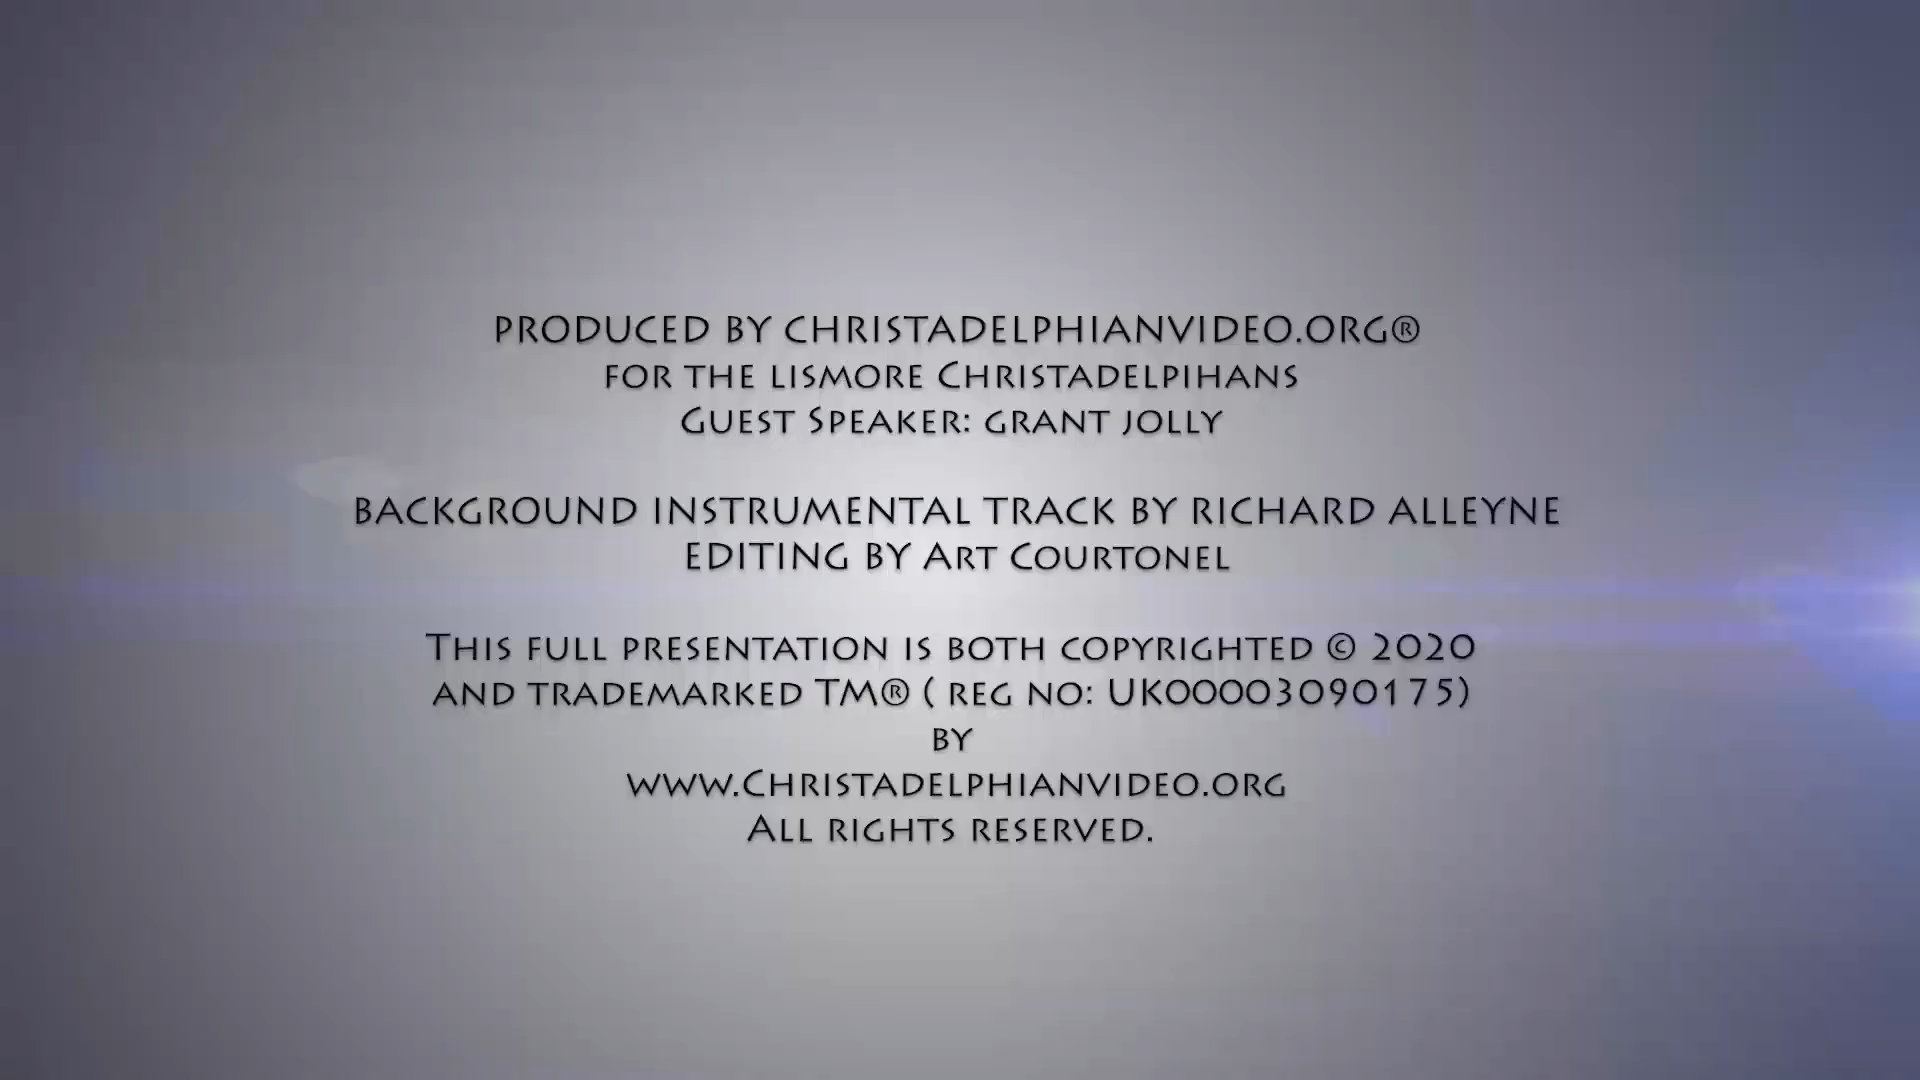 PRODUCED BY CHRISTADELPHIANVIDEO.ORG®
FOR THE LISMORE CHRISTADELPIHANS
GUEST SPEAKER: GRANT JOLLY
BACKGROUND INSTRUMENTAL TRACK BY RICHARD ALLEYNE
EDITING BY ART COURTONEL
THIS FULL PRESENTATION IS BOTH COPYRIGHTED © 2020
AND TRADEMARKED TM® ( REG NO: UK00003090175)
BY
WWW.CHRISTADELPHIANVIDEO.ORG
ALL RIGHTS RESERVED.